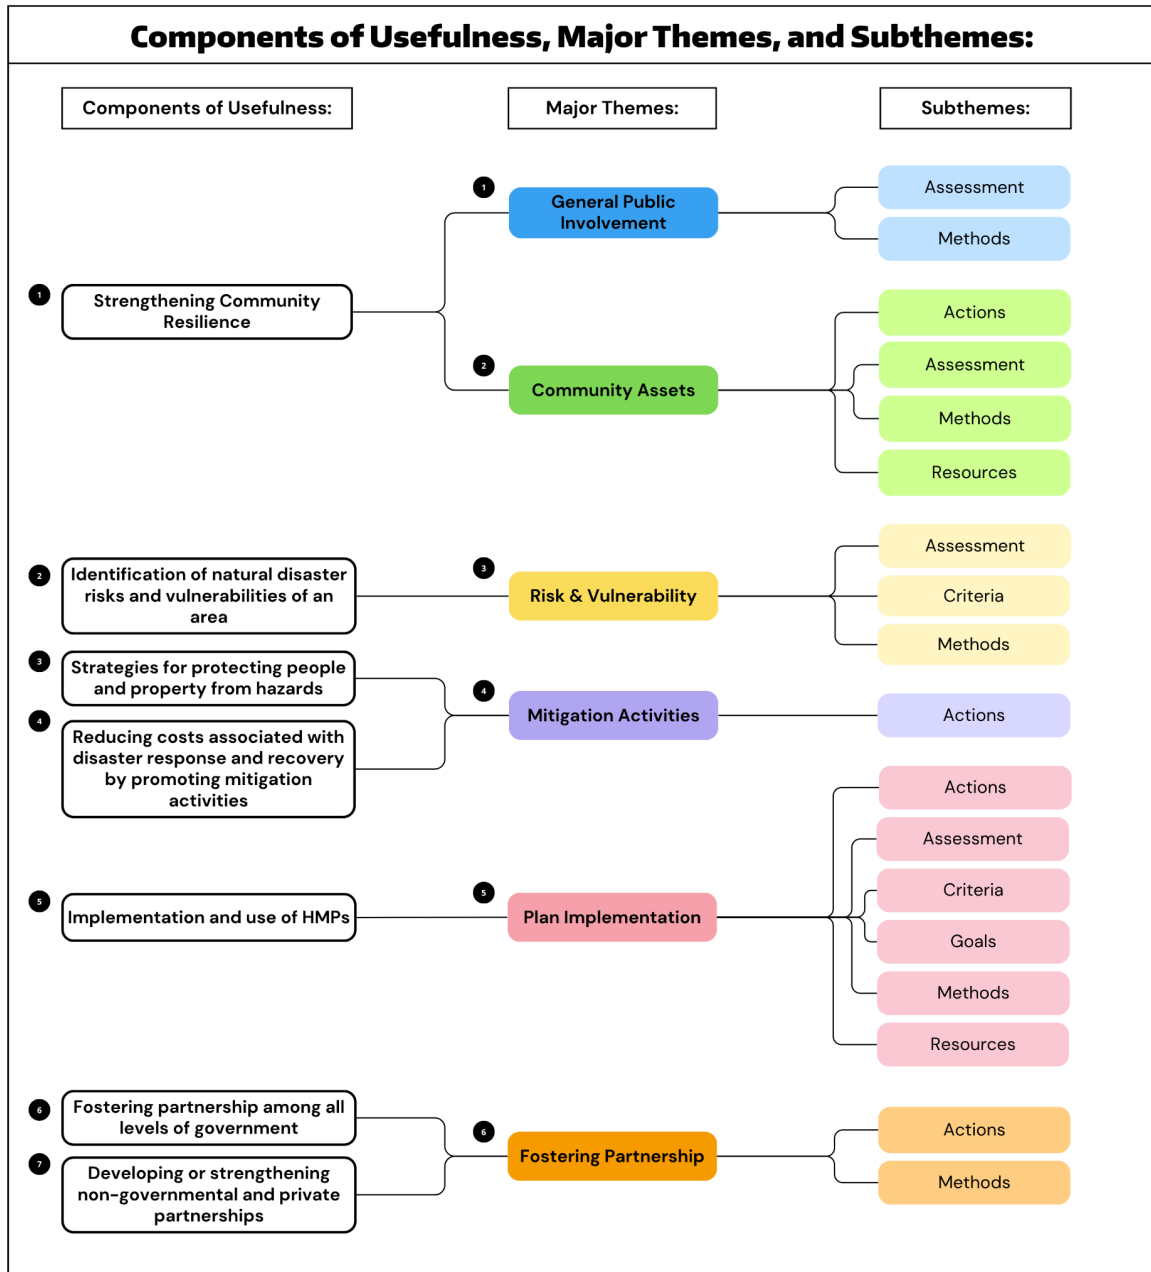 Components of Usefulness, Major Themes, and Subthemes:
Components of Usefulness:
Major Themes:
Subthemes:
1
Strengthening Community
Resilience
1
General Public
Involvement
Assessment
Methods
2
Community Assets
Actions
Assessment
Methods
Resources
2
Identification of natural disaster
risks and vulnerabilities of an
area
3
Risk & Vulnerability
Assessment
Criteria
Methods
3
Strategies for protecting people
and property from hazards
4
Reducing costs associated with
disaster response and recovery
by promoting mitigation
activities
4
Mitigation Activities
Actions
5
Implementation and use of HMPs
5
Plan Implementation
Actions
Assessment
Criteria
Goals
Methods
Resources
6
Fostering partnership among all
levels of government
7
Developing or strengthening
non-governmental and private
partnerships
6
Fostering Partnership
Actions
Methods